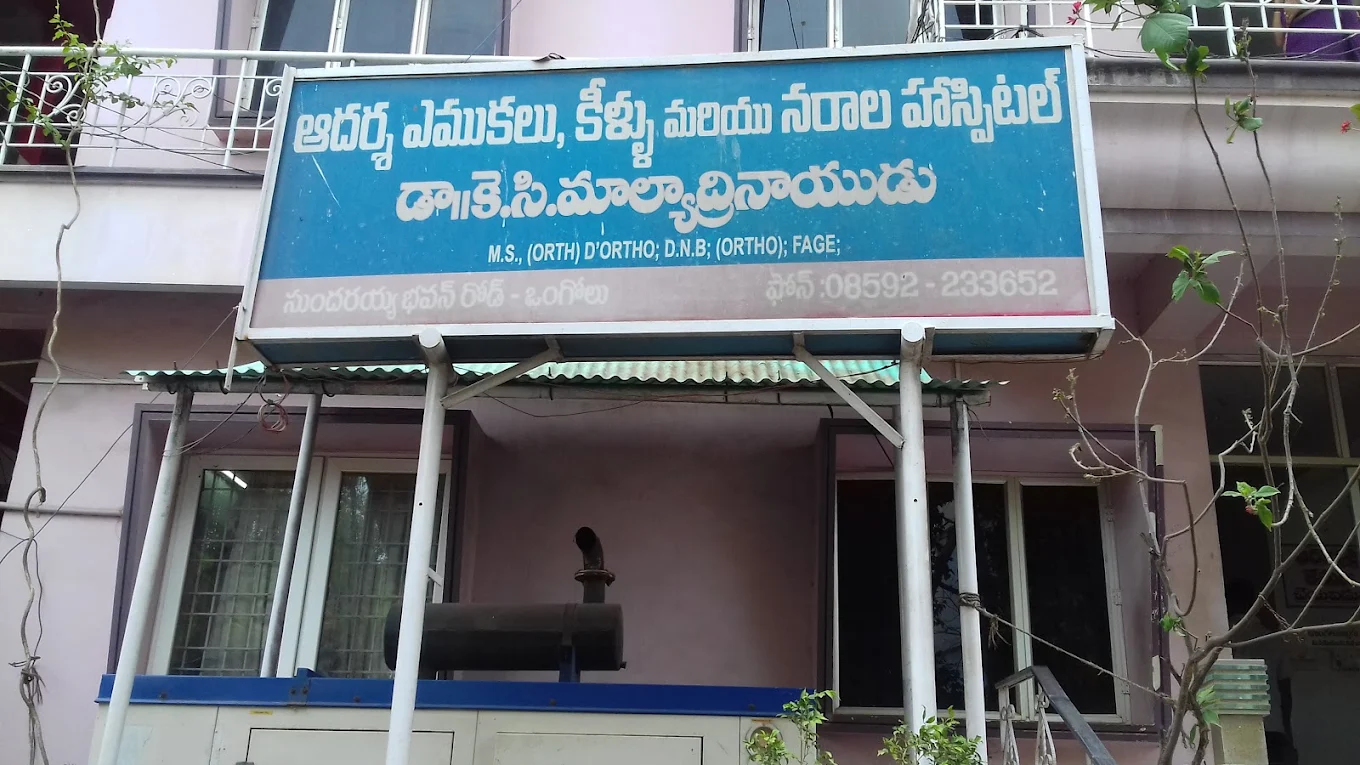 ఆదర్శ ఎముకలు, కీళ్ళు మరియు నరాల హాస్పిటల్
డా॥కె.సి.మాల్యాద్రినాయుడు
M.S., (ORTH) D'ORTHO; D.N.B; (ORTHO); FAGE;
సుందరయ్య భవన్ రోడ్ - ఒంగోలు ఫోన్ :08592 - 233652